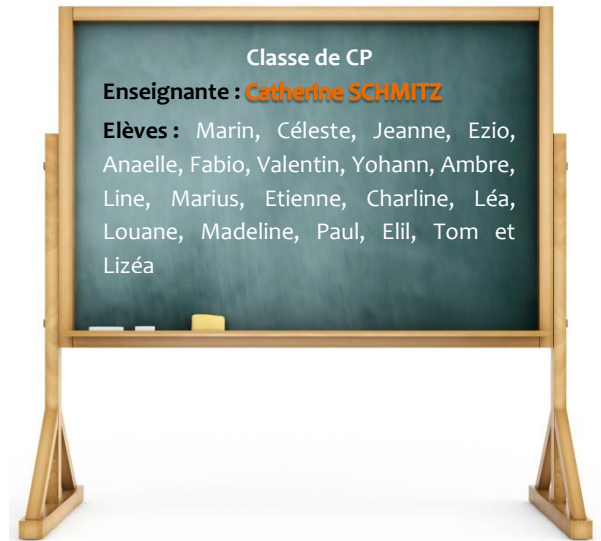 Classe de CP
Enseignante : Catherine SCHMITZ
Elèves : Marin, Céleste, Jeanne, Ezio,
Anaelle, Fabio, Valentin, Yohann, Ambre,
Line, Marius, Etienne, Charline, Léa,
Louane, Madeline, Paul, Elil, Tom et
Lizéa